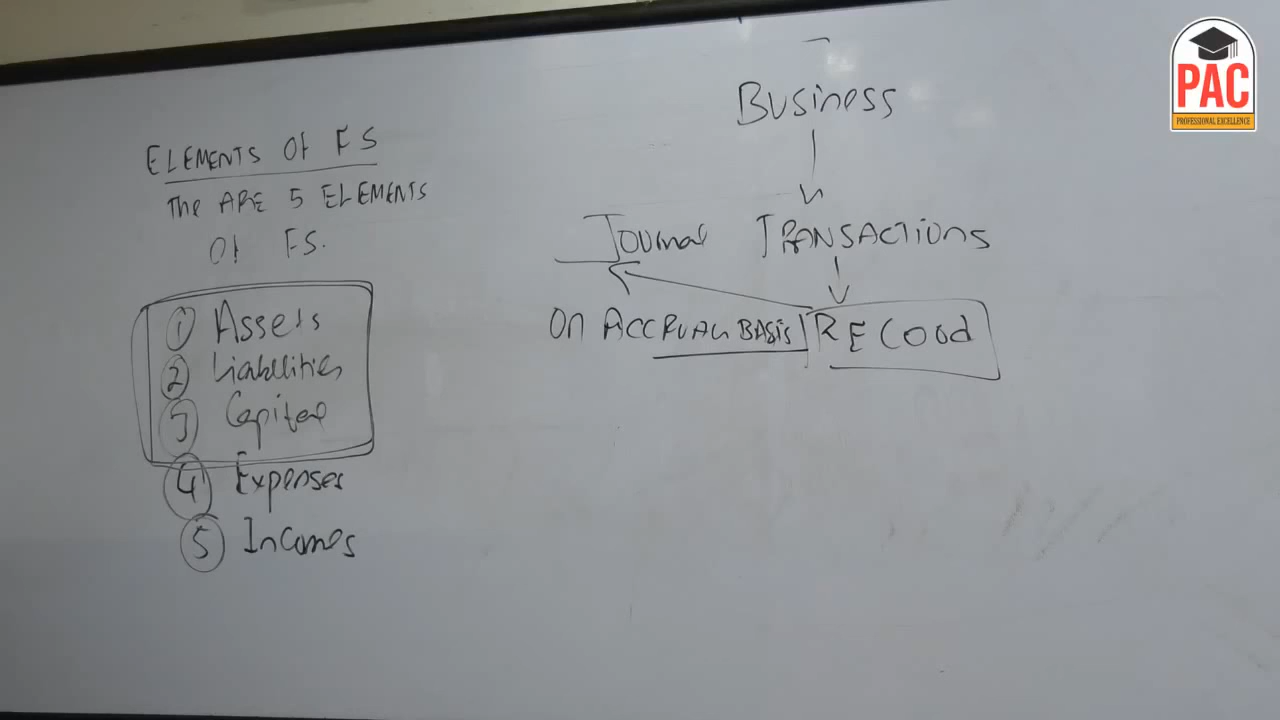 ELEMENTS Of FS
The ARE 5 ELEMENTS
Of FS.
1 Assets
2 Liabilities
3 Capital
4 Expenses
5 Incomes
Business
Journal TRANSACTIONS
ON ACCRUAL BASIS RECOOD
PAC
PROFESSIONAL EXCELLENCE